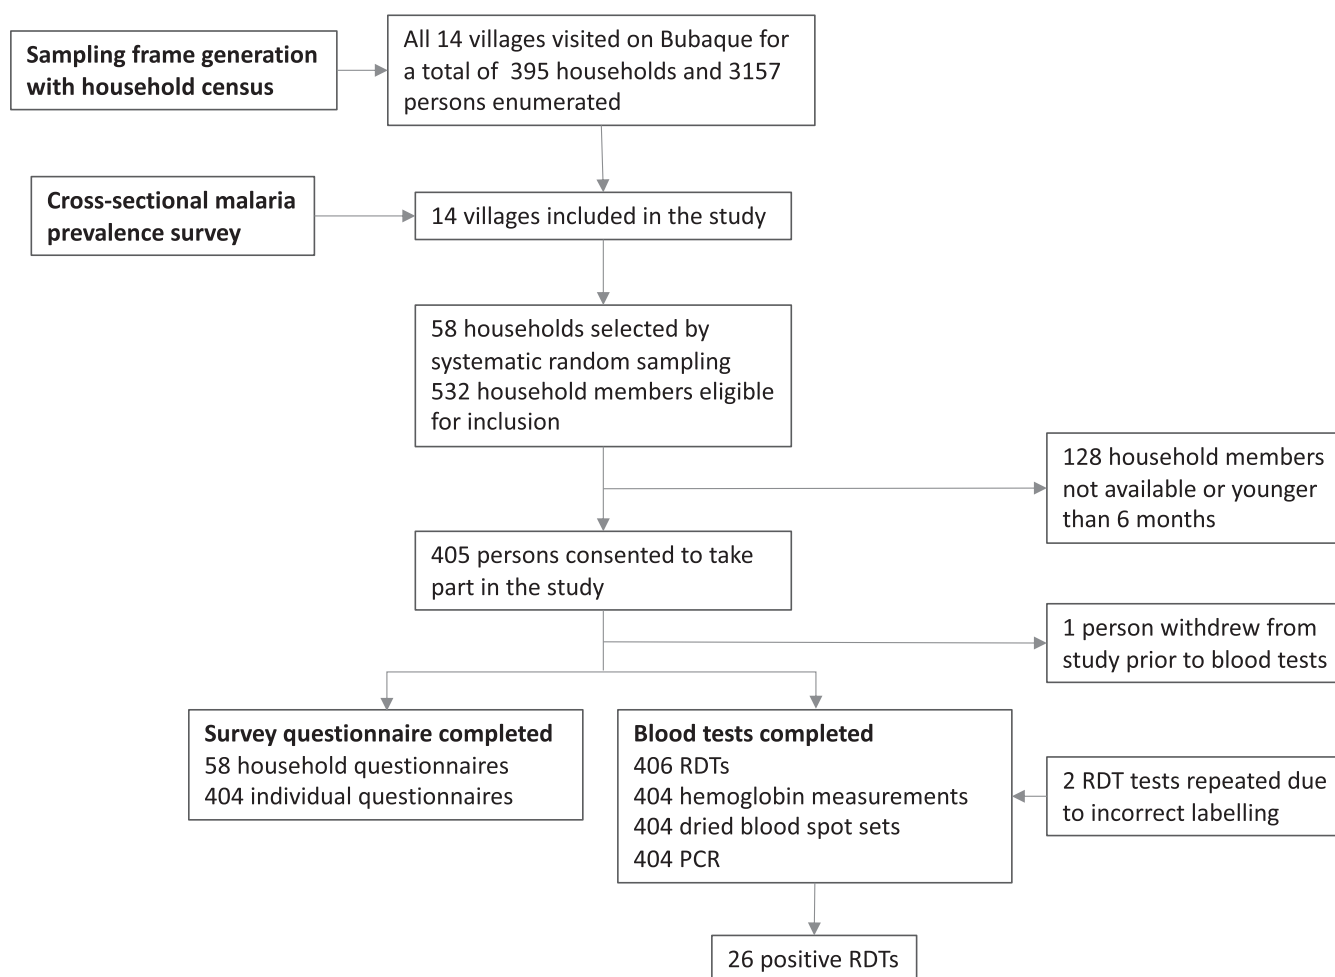 Sampling frame generation
with household census
All 14 villages visited on Bubaque for
a total of 395 households and 3157
persons enumerated
Cross-sectional malaria
prevalence survey
14 villages included in the study
58 households selected by
systematic random sampling
532 household members eligible
for inclusion
128 household members
not available or younger
than 6 months
405 persons consented to take
part in the study
1 person withdrew from
study prior to blood tests
Survey questionnaire completed
58 household questionnaires
404 individual questionnaires
Blood tests completed
406 RDTs
404 hemoglobin measurements
404 dried blood spot sets
404 PCR
2 RDT tests repeated due
to incorrect labelling
26 positive RDTs